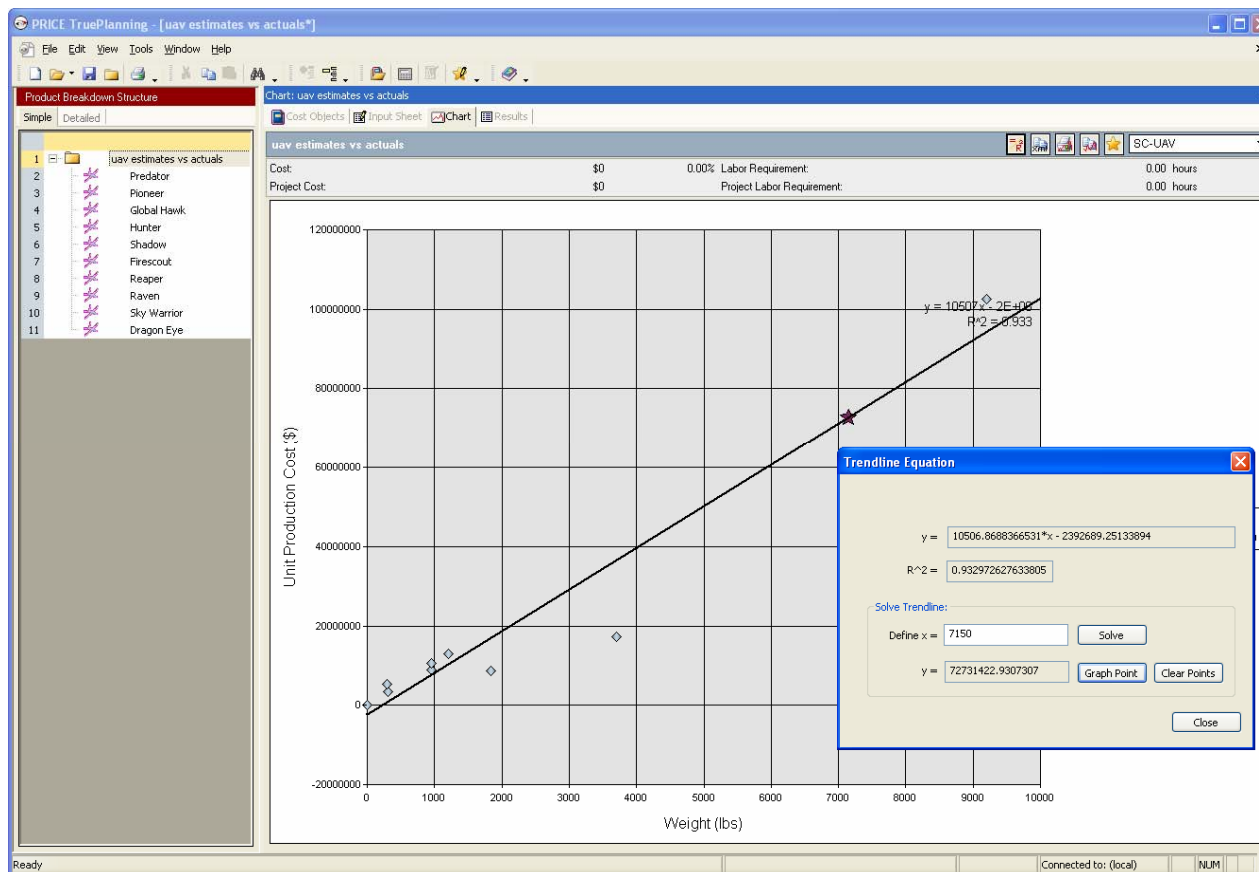 PRICE TruePlanning - [uav estimates vs actuals*]
File Edit View Tools Window Help
Product Breakdown Structure
Simple Detailed
1 uav estimates vs actuals
2 Predator
3 Pioneer
4 Global Hawk
5 Hunter
6 Shadow
7 Firescout
8 Reaper
9 Raven
10 Sky Warrior
11 Dragon Eye
Chart: uav estimates vs actuals
Cost Objects Input Sheet Chart Results
uav estimates vs actuals
SC-UAV
Cost: $0 0.00% Labor Requirement: 0.00 hours
Project Cost: $0 Project Labor Requirement: 0.00 hours
120000000
100000000
80000000
60000000
40000000
20000000
0
-20000000
Unit Production Cost ($)
y = 10507x - 2E+06
R^2 = 0.933
0 1000 2000 3000 4000 5000 6000 7000 8000 9000 10000
Weight (lbs)
Trendline Equation
y = 10506.8688366531*x - 2392689.25133894
R^2 = 0.932972627633805
Solve Trendline:
Define x = 7150 Solve
y = 72731422.9307307 Graph Point Clear Points
Close
Ready
Connected to: (local) NUM